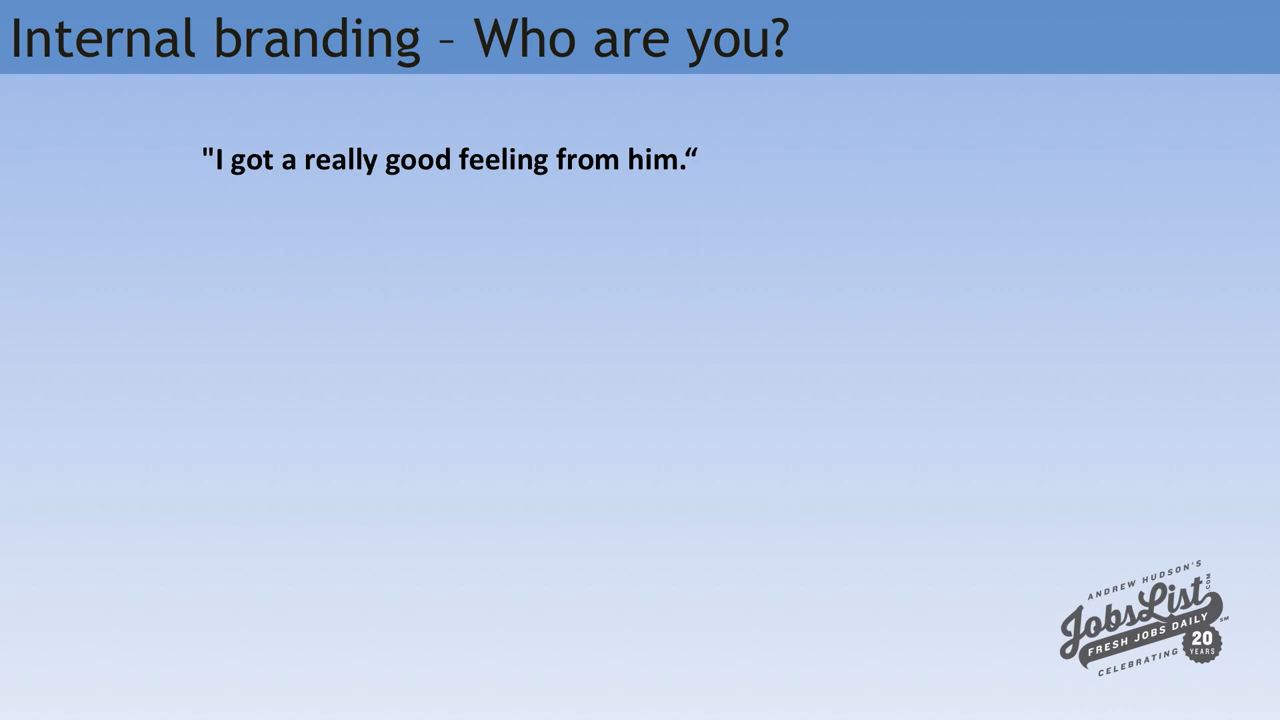 Internal branding – Who are you?
"I got a really good feeling from him.“
ANDREW HUDSON'S
JobsList.COM
FRESH JOBS DAILY
SM
CELEBRATING
20
YEARS